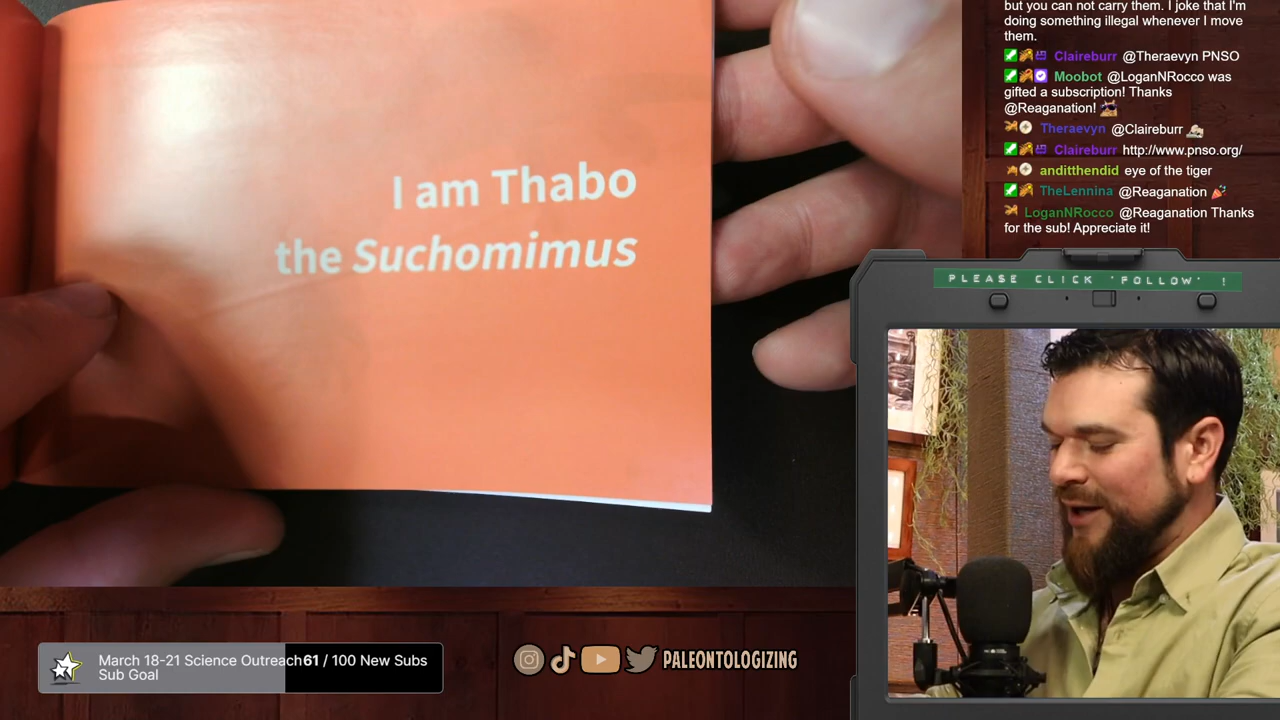 I am Thabo
the Suchomimus
but you can not carry them. I joke that I'm
doing something illegal whenever I move
them.
Claireburr @Theraevyn PNSO
Moobot @LoganNRocco was
gifted a subscription! Thanks
@Reaganation!
Theraevyn @Claireburr
Claireburr http://www.pnso.org/
anditthendid eye of the tiger
TheLennina @Reaganation
LoganNRocco @Reaganation Thanks
for the sub! Appreciate it!
PLEASE CLICK "FOLLOW" !
March 18-21 Science Outreach 61 / 100 New Subs
Sub Goal
PALEONTOLOGIZING